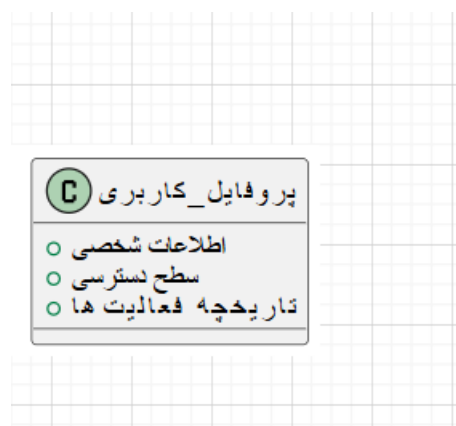 C پروفایل_کاربری
اطلاعات شخصی
سطح دسترسی
تاریخچه فعالیت ها